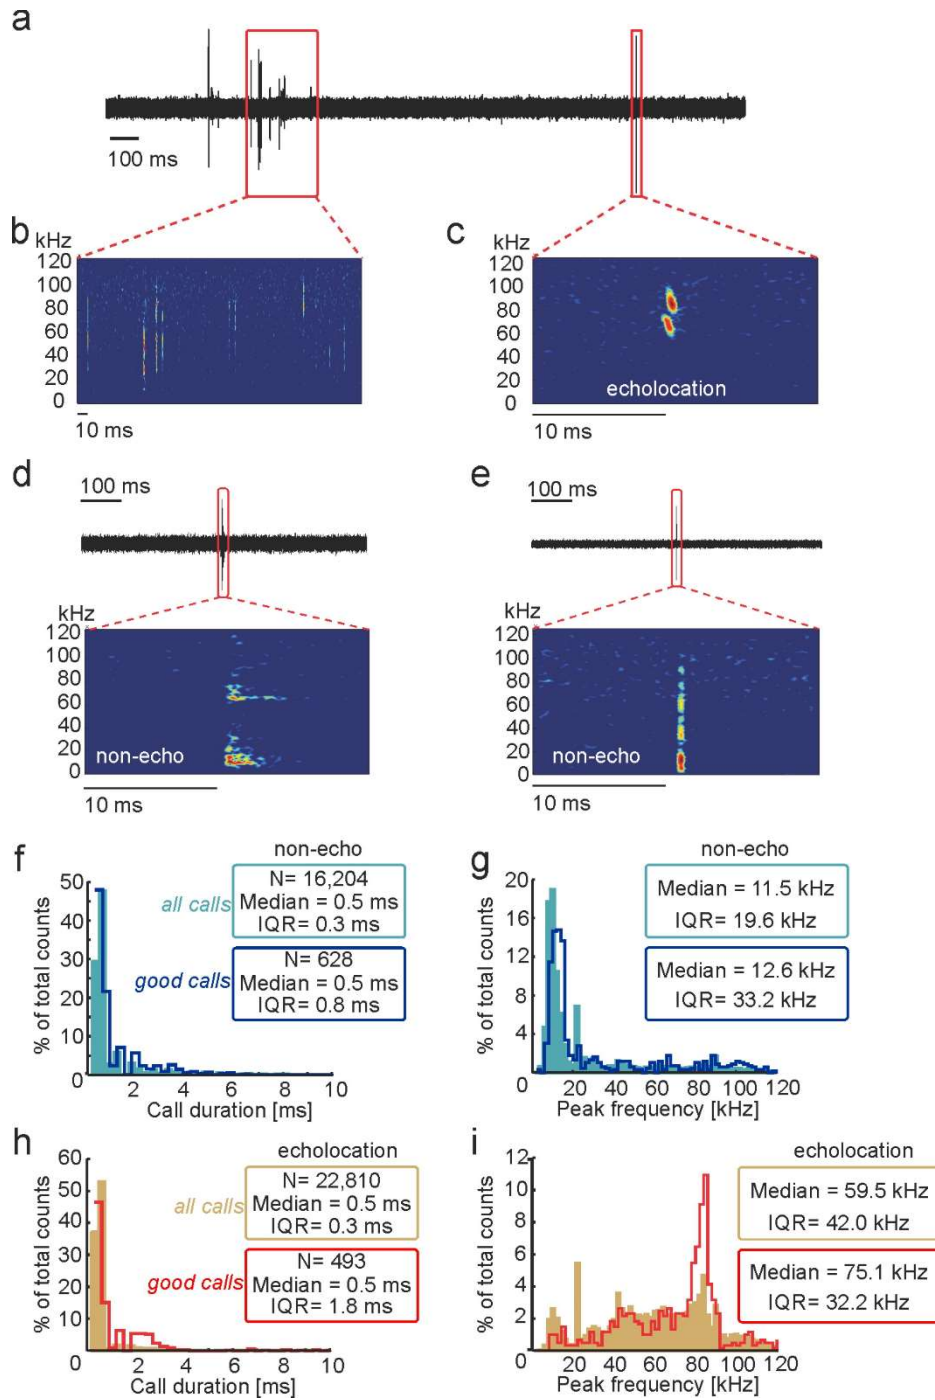 a
100 ms
b
kHz
120
100
80
60
40
20
0
10 ms
c
kHz
120
100
80
60
40
20
0
echolocation
10 ms
d
100 ms
kHz
120
100
80
60
40
20
0
non-echo
10 ms
e
100 ms
kHz
120
100
80
60
40
20
0
non-echo
10 ms
f
non-echo
% of total counts
50
40
30
20
10
0
all calls
N= 16,204
Median = 0.5 ms
IQR= 0.3 ms
good calls
N= 628
Median = 0.5 ms
IQR= 0.8 ms
2 4 6 8 10
Call duration [ms]
g
non-echo
% of total counts
20
16
12
8
4
0
Median = 11.5 kHz
IQR= 19.6 kHz
Median = 12.6 kHz
IQR= 33.2 kHz
20 40 60 80 100 120
Peak frequency [kHz]
h
echolocation
% of total counts
60
50
40
30
20
10
0
all calls
N= 22,810
Median = 0.5 ms
IQR= 0.3 ms
good calls
N= 493
Median = 0.5 ms
IQR= 1.8 ms
2 4 6 8 10
Call duration [ms]
i
echolocation
% of total counts
12
10
8
6
4
2
0
Median = 59.5 kHz
IQR= 42.0 kHz
Median = 75.1 kHz
IQR= 32.2 kHz
20 40 60 80 100 120
Peak frequency [kHz]